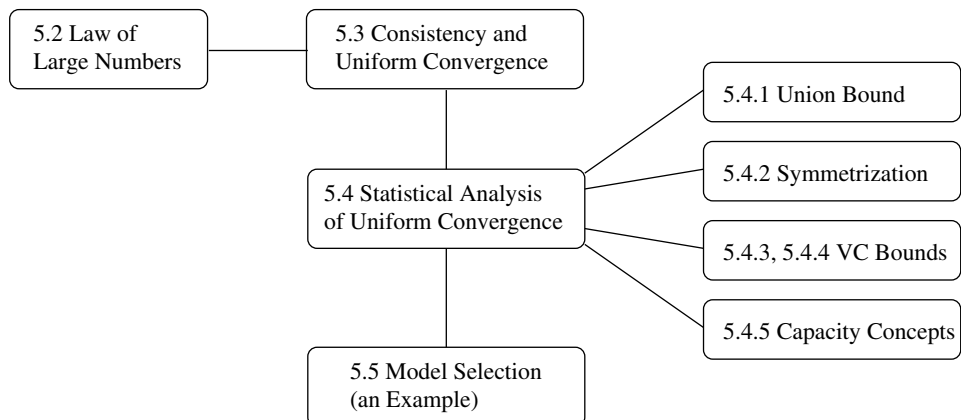 5.2 Law of
Large Numbers
5.3 Consistency and
Uniform Convergence
5.4 Statistical Analysis
of Uniform Convergence
5.4.1 Union Bound
5.4.2 Symmetrization
5.4.3, 5.4.4 VC Bounds
5.4.5 Capacity Concepts
5.5 Model Selection
(an Example)